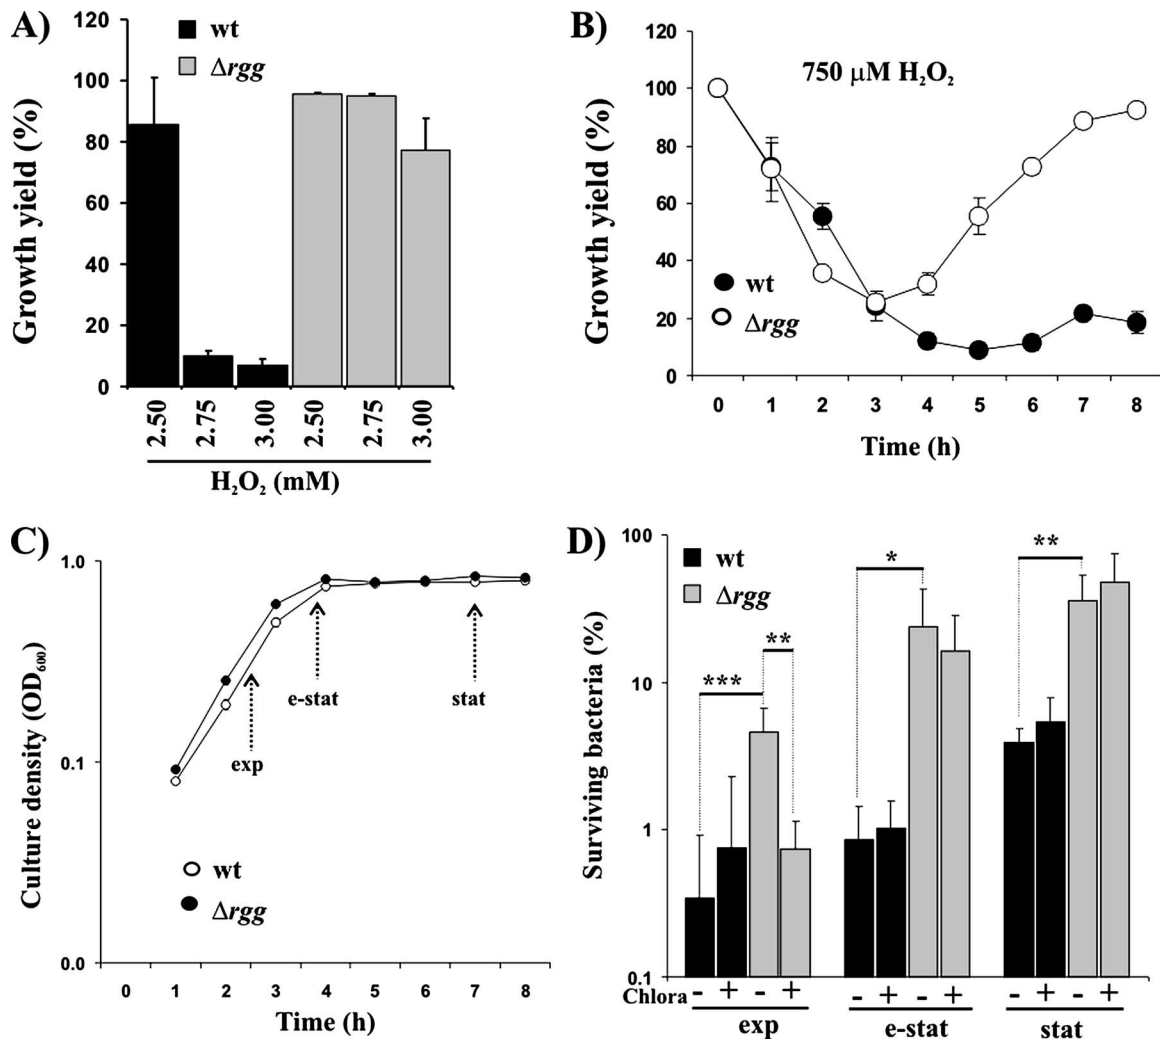 A)
120
100
80
60
40
20
0
Growth yield (%)
wt
Δrgg
2.50 2.75 3.00 2.50 2.75 3.00
H₂O₂ (mM)
B)
120
100
80
60
40
20
0
Growth yield (%)
750 μM H₂O₂
wt
Δrgg
0 1 2 3 4 5 6 7 8
Time (h)
C)
1.0
0.1
0.0
Culture density (OD₆₀₀)
exp
e-stat
stat
wt
Δrgg
0 1 2 3 4 5 6 7 8
Time (h)
D)
100
10
1
0.1
Surviving bacteria (%)
wt
Δrgg
***
**
*
**
Chlora - + - + - + - + - + - +
exp e-stat stat